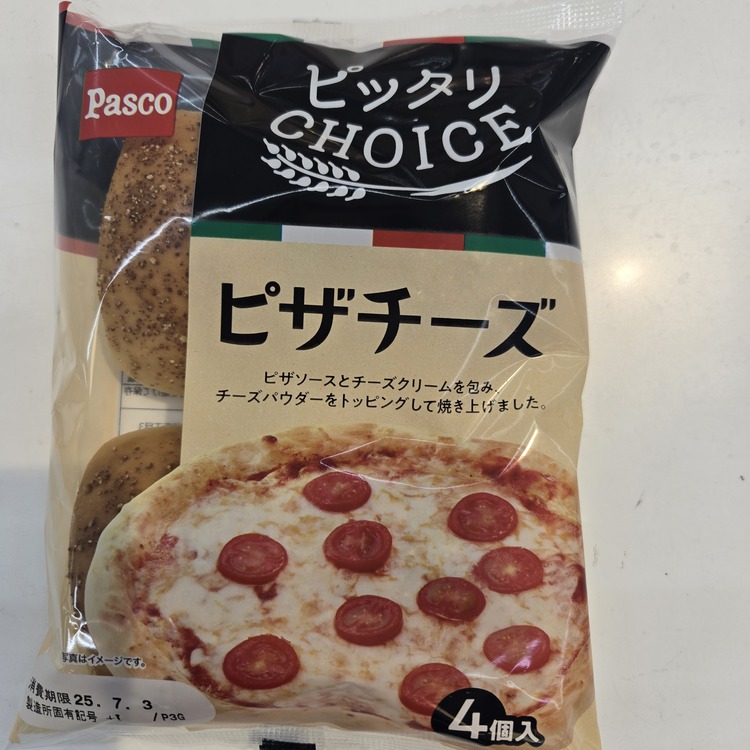 Pasco
ピッタリ
CHOICE
ピザチーズ
ピザソースとチーズクリームを包み、
チーズパウダーをトッピングして焼き上げました。
写真はイメージです。
消費期限 25. 7. 3
製造所固有記号 /P3G
4個入